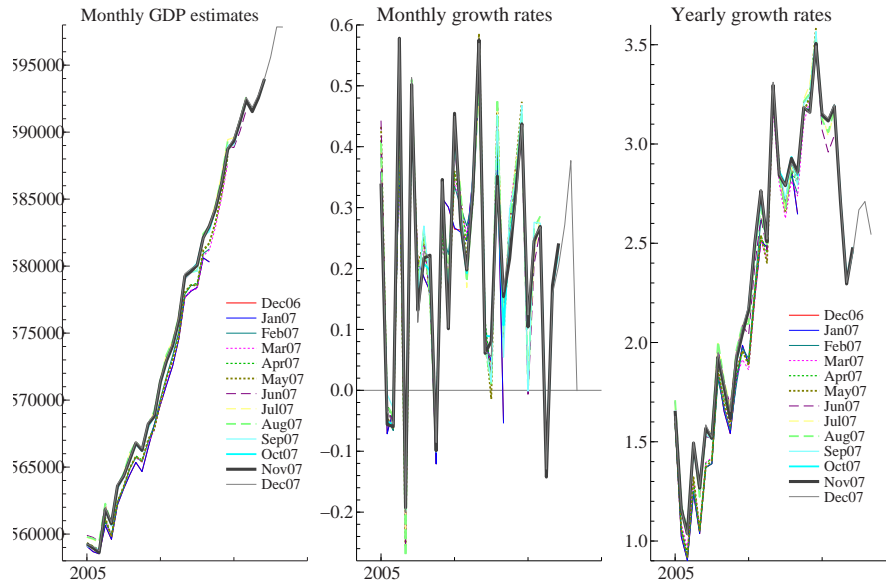 Monthly GDP estimates
595000
590000
585000
580000
575000
570000
565000
560000
2005
Dec06
Jan07
Feb07
Mar07
Apr07
May07
Jun07
Jul07
Aug07
Sep07
Oct07
Nov07
Dec07
Monthly growth rates
0.6
0.5
0.4
0.3
0.2
0.1
0.0
−0.1
−0.2
2005
Yearly growth rates
3.5
3.0
2.5
2.0
1.5
1.0
2005
Dec06
Jan07
Feb07
Mar07
Apr07
May07
Jun07
Jul07
Aug07
Sep07
Oct07
Nov07
Dec07